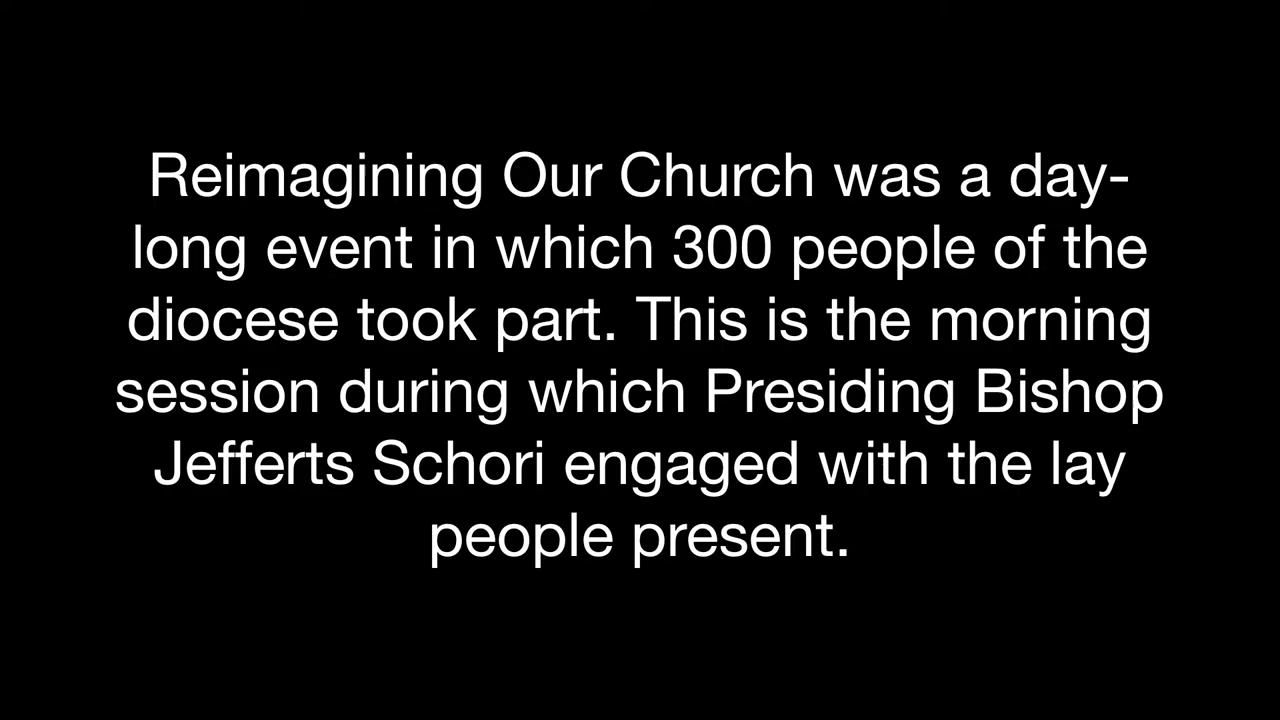 Reimagining Our Church was a day-
long event in which 300 people of the
diocese took part. This is the morning
session during which Presiding Bishop
Jefferts Schori engaged with the lay
people present.